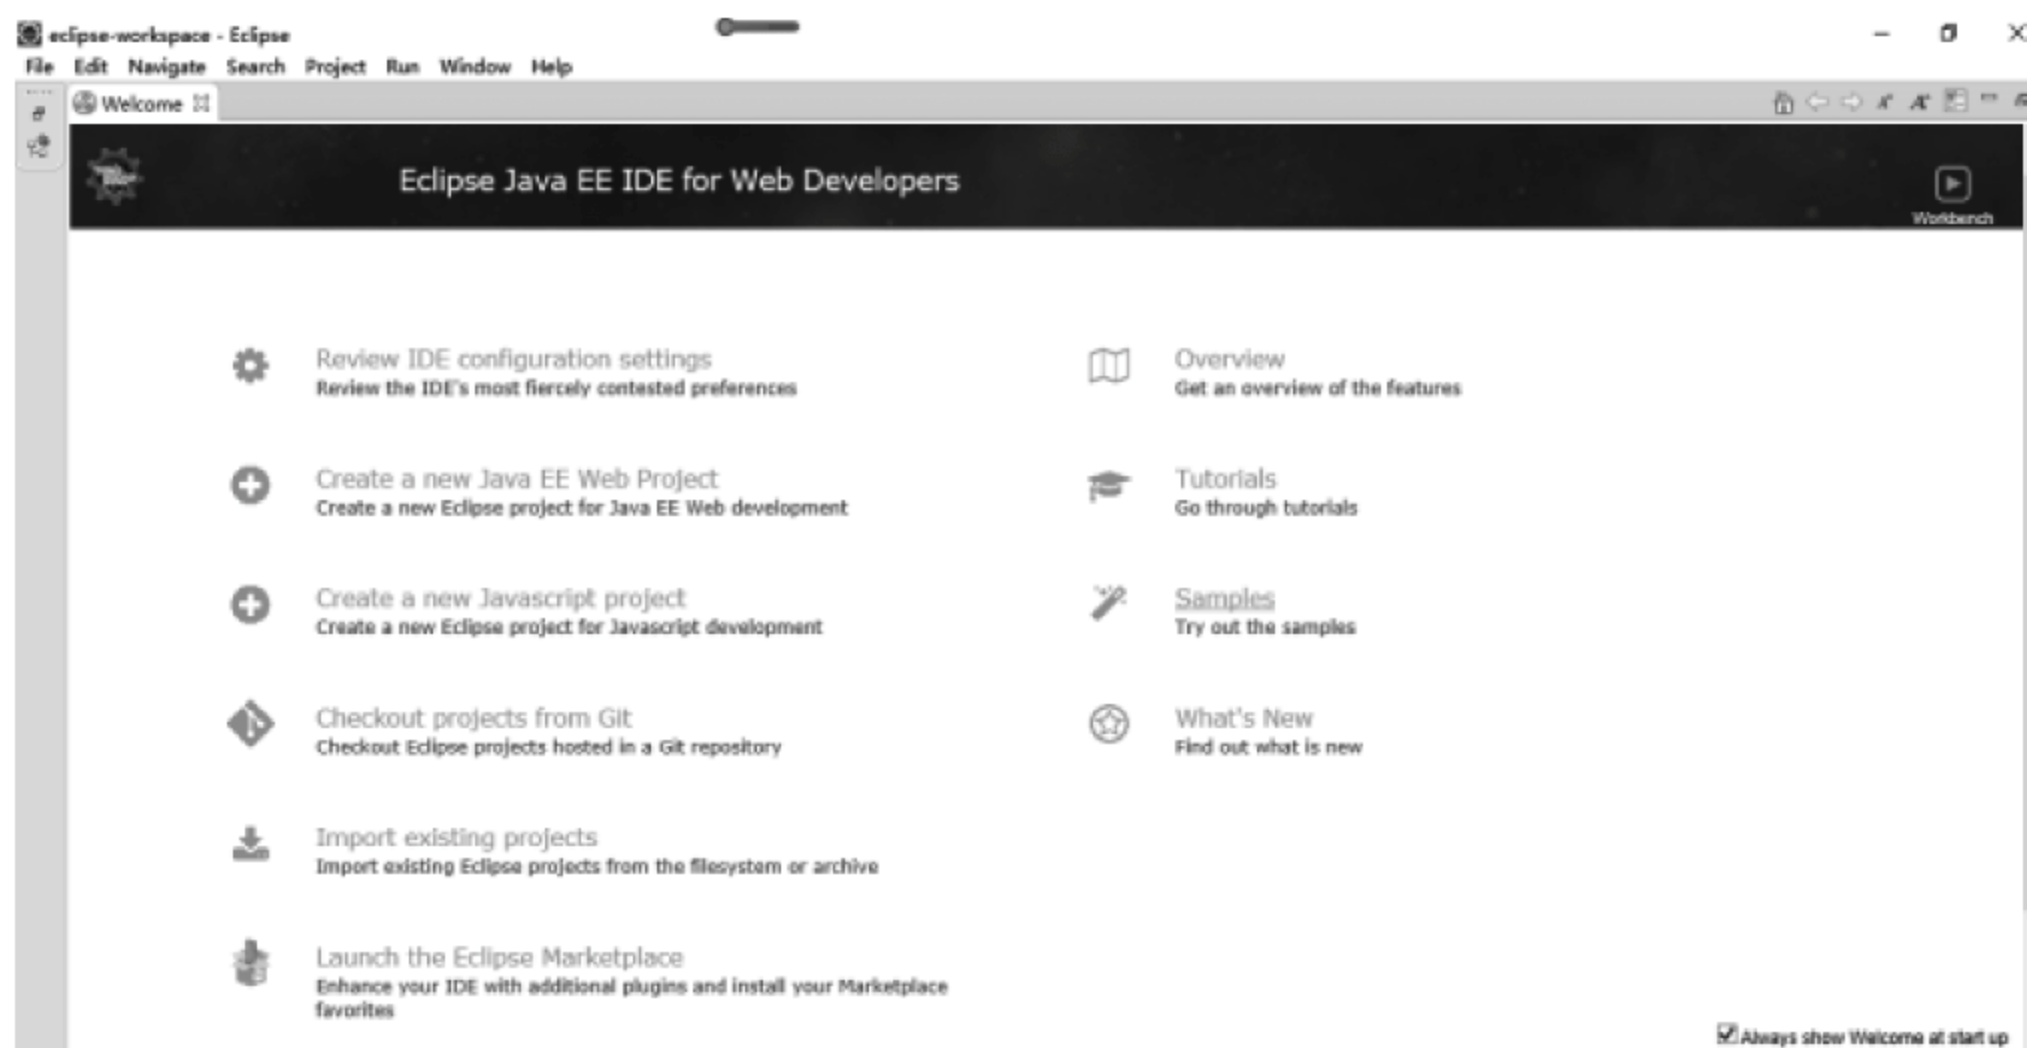 eclipse-workspace - Eclipse
File Edit Navigate Search Project Run Window Help
Welcome
Eclipse Java EE IDE for Web Developers
Workbench
Review IDE configuration settings
Review the IDE's most fiercely contested preferences
Create a new Java EE Web Project
Create a new Eclipse project for Java EE Web development
Create a new Javascript project
Create a new Eclipse project for Javascript development
Checkout projects from Git
Checkout Eclipse projects hosted in a Git repository
Import existing projects
Import existing Eclipse projects from the filesystem or archive
Launch the Eclipse Marketplace
Enhance your IDE with additional plugins and install your Marketplace
favorites
Overview
Get an overview of the features
Tutorials
Go through tutorials
Samples
Try out the samples
What's New
Find out what is new
Always show Welcome at start up